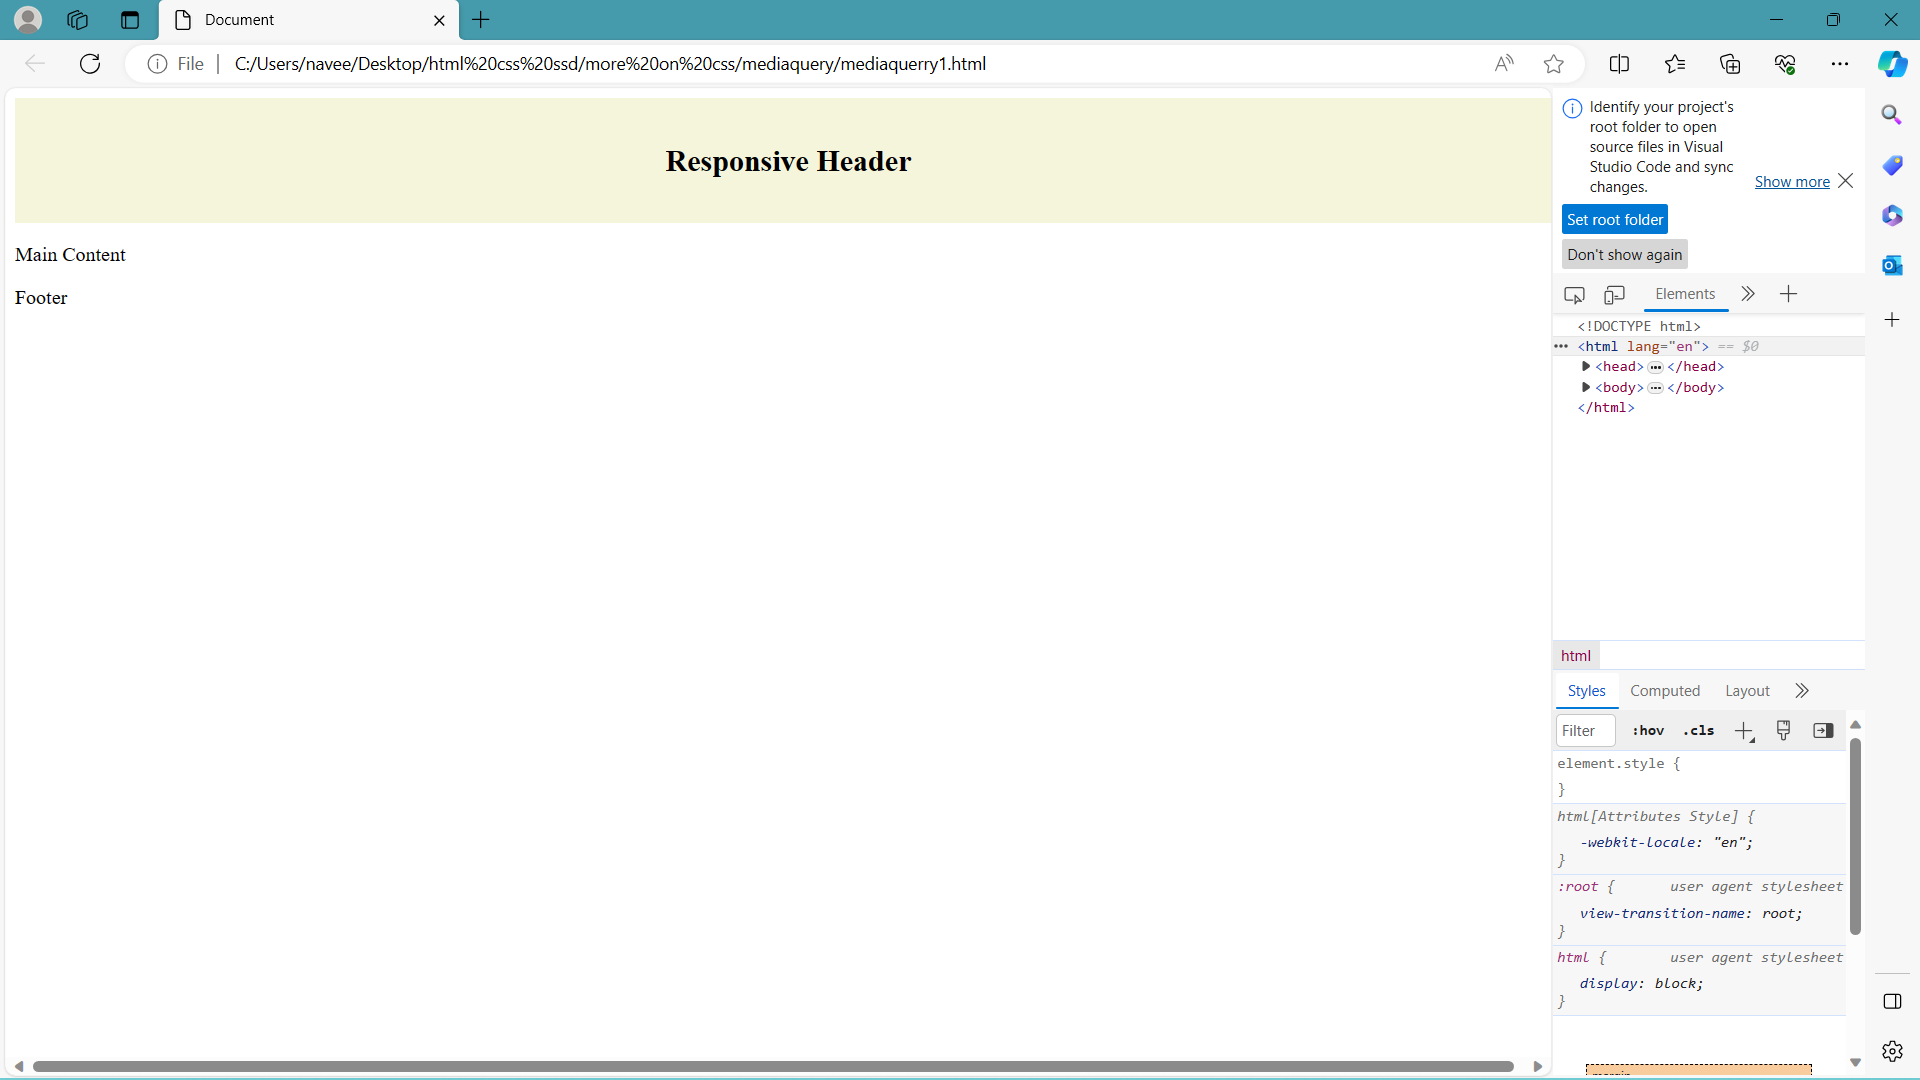 Document
File
C:/Users/navee/Desktop/html%20css%20ssd/more%20on%20css/mediaquery/mediaquerry1.html
Responsive Header
Main Content
Footer
Identify your project's
root folder to open
source files in Visual
Studio Code and sync
changes.
Show more
Set root folder
Don't show again
Elements
<!DOCTYPE html>
<html lang="en"> == $0
<head> </head>
<body> </body>
</html>
html
Styles Computed Layout
Filter :hov .cls
element.style {
}
html[Attributes Style] {
-webkit-locale: "en";
}
:root { user agent stylesheet
view-transition-name: root;
}
html { user agent stylesheet
display: block;
}